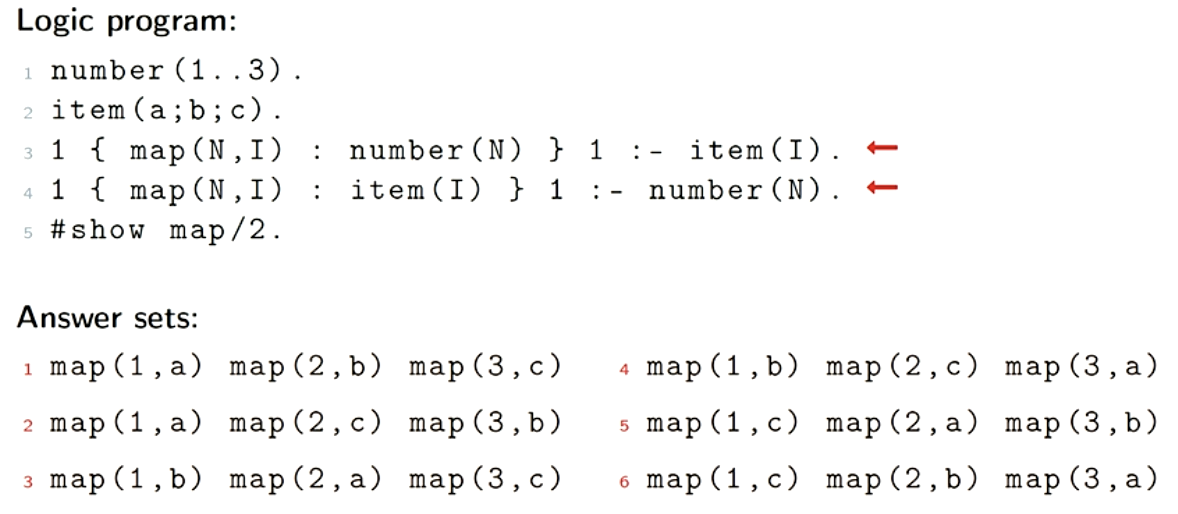 Logic program:
1 number(1..3).
2 item(a;b;c).
3 1 { map(N,I) : number(N) } 1 :- item(I). ←
4 1 { map(N,I) : item(I) } 1 :- number(N). ←
5 #show map/2.
Answer sets:
1 map(1,a) map(2,b) map(3,c)
2 map(1,a) map(2,c) map(3,b)
3 map(1,b) map(2,a) map(3,c)
4 map(1,b) map(2,c) map(3,a)
5 map(1,c) map(2,a) map(3,b)
6 map(1,c) map(2,b) map(3,a)